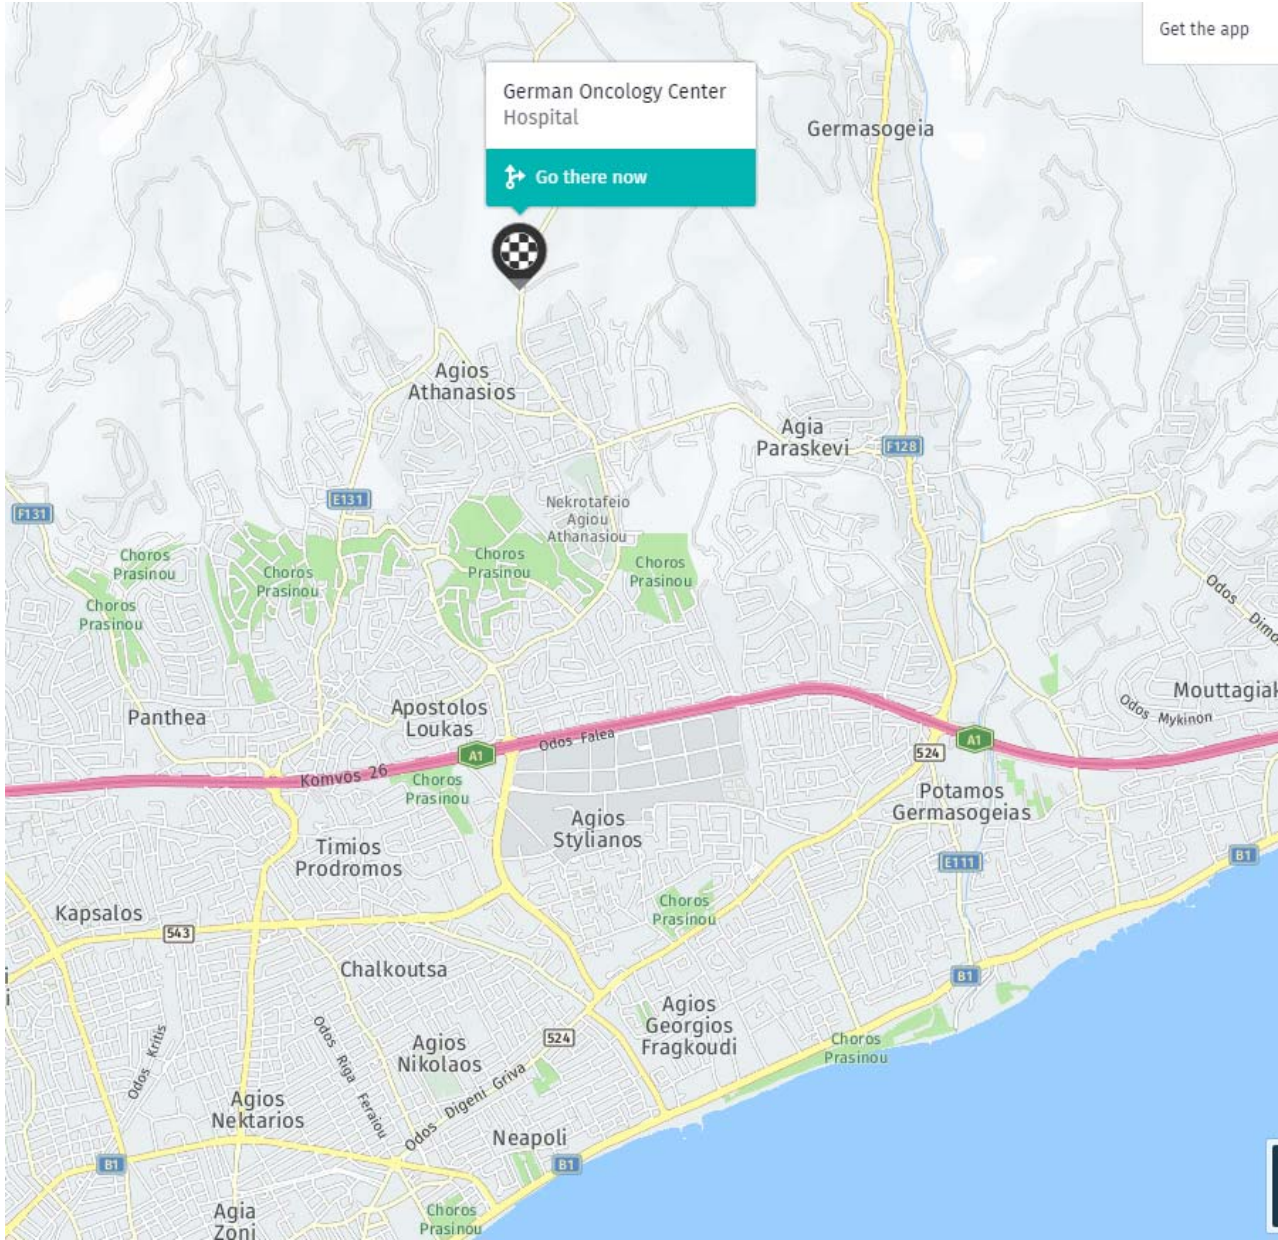 Get the app
German Oncology Center
Hospital
Go there now
Germasogeia
Agios
Athanasios
Agia
Paraskevi
F128
E131
F131
Nekrotafeio
Agiou
Athanasiou
Choros
Prasinou
Choros
Prasinou
Choros
Prasinou
Choros
Prasinou
Choros
Prasinou
Odos Dimo
Panthea
Apostolos
Loukas
Mouttagiak
Odos Mykinon
Odos Falea
A1
A1
524
Komvos 26
Choros
Prasinou
Potamos
Germasogeias
Agios
Stylianos
Timios
Prodromos
E111
B1
Kapsalos
Choros
Prasinou
543
Chalkoutsa
B1
Agios
Georgios
Fragkoudi
524
Choros
Prasinou
Odos Kritis
Odos Riga Feraiou
Agios
Nikolaos
Odos Digeni Griva
Agios
Nektarios
Neapoli
B1
B1
Agia
Zoni
Choros
Prasinou